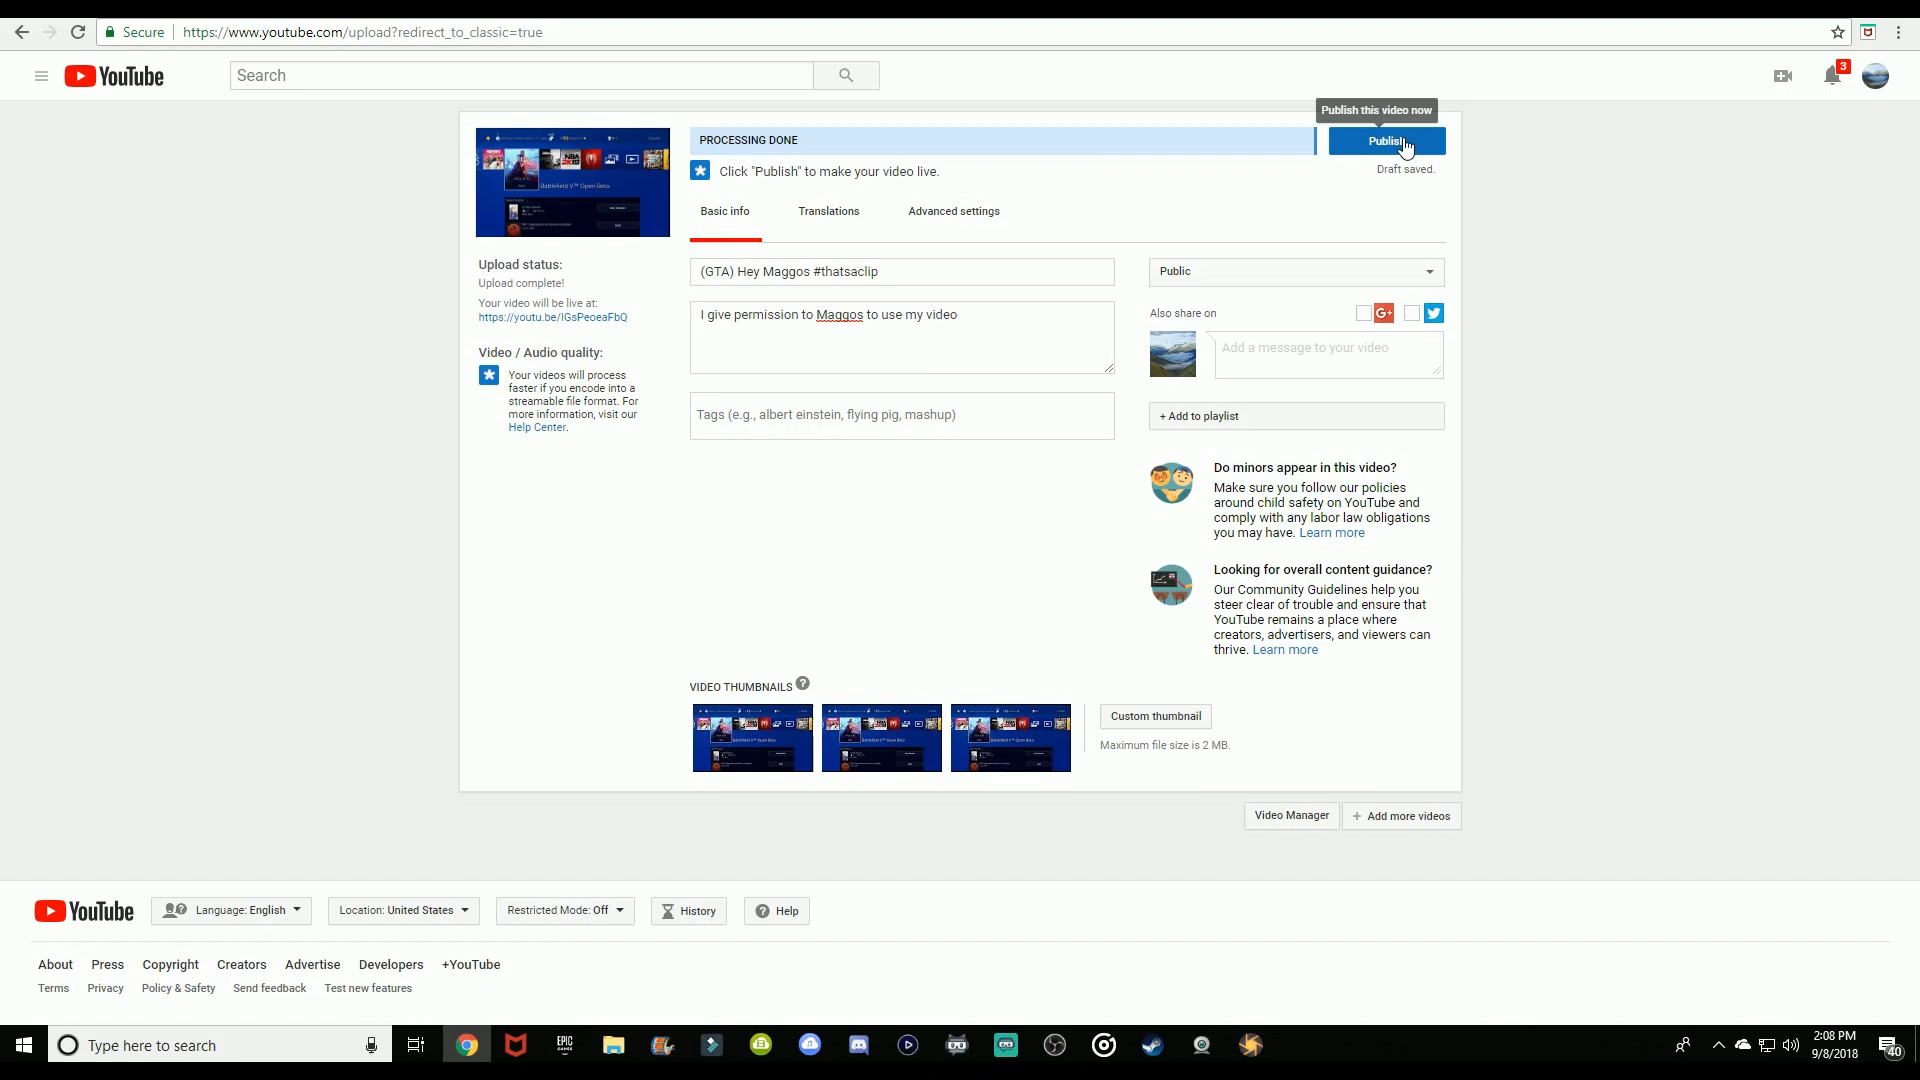 Secure
https://www.youtube.com/upload?redirect_to_classic=true
YouTube
Search
3
Publish this video now
PROCESSING DONE
Publish
Click "Publish" to make your video live.
Draft saved.
Basic info
Translations
Advanced settings
Upload status:
Upload complete!
Your video will be live at:
https://youtu.be/IGsPeoeaFbQ
Video / Audio quality:
Your videos will process
faster if you encode into a
streamable file format. For
more information, visit our
Help Center.
(GTA) Hey Maggos #thatsaclip
I give permission to Maggos to use my video
Tags (e.g., albert einstein, flying pig, mashup)
Public
Also share on
G+
Add a message to your video
+ Add to playlist
Do minors appear in this video?
Make sure you follow our policies
around child safety on YouTube and
comply with any labor law obligations
you may have. Learn more
Looking for overall content guidance?
Our Community Guidelines help you
steer clear of trouble and ensure that
YouTube remains a place where
creators, advertisers, and viewers can
thrive. Learn more
VIDEO THUMBNAILS ?
Battlefield V™ Open Beta
Custom thumbnail
Maximum file size is 2 MB.
Video Manager
+ Add more videos
YouTube
Language: English
Location: United States
Restricted Mode: Off
History
Help
About Press Copyright Creators Advertise Developers +YouTube
Terms Privacy Policy & Safety Send feedback Test new features
Type here to search
EPIC GAMES
2:08 PM
9/8/2018
40